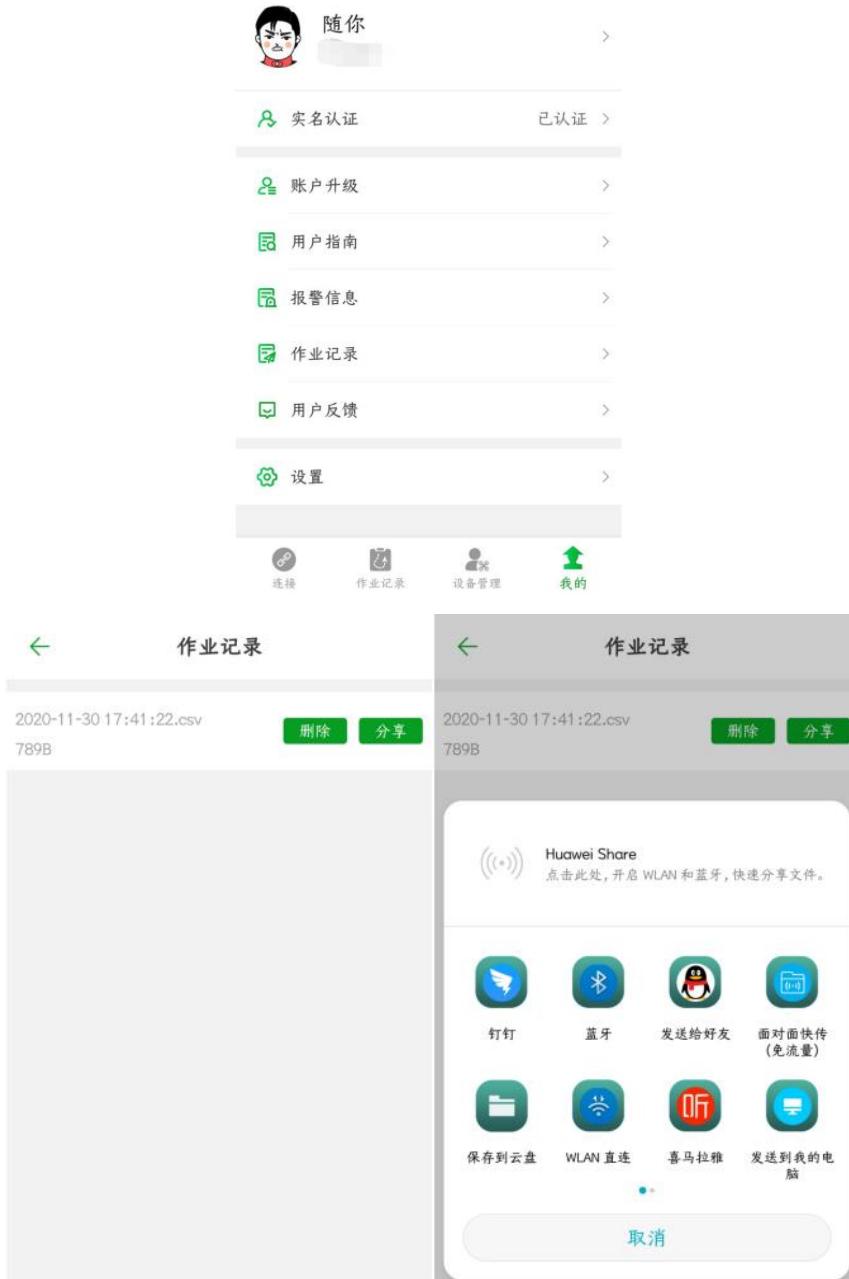 随你
实名认证 已认证
账户升级
用户指南
报警信息
作业记录
用户反馈
设置
连接 作业记录 设备管理 我的
作业记录
2020-11-30 17:41:22.csv
789B
删除 分享
作业记录
2020-11-30 17:41:22.csv
789B
删除 分享
Huawei Share
点击此处,开启 WLAN 和蓝牙,快速分享文件。
钉钉 蓝牙 发送给好友 面对面快传
(免流量)
听
保存到云盘 WLAN 直连 喜马拉雅 发送到我的电
脑
取消